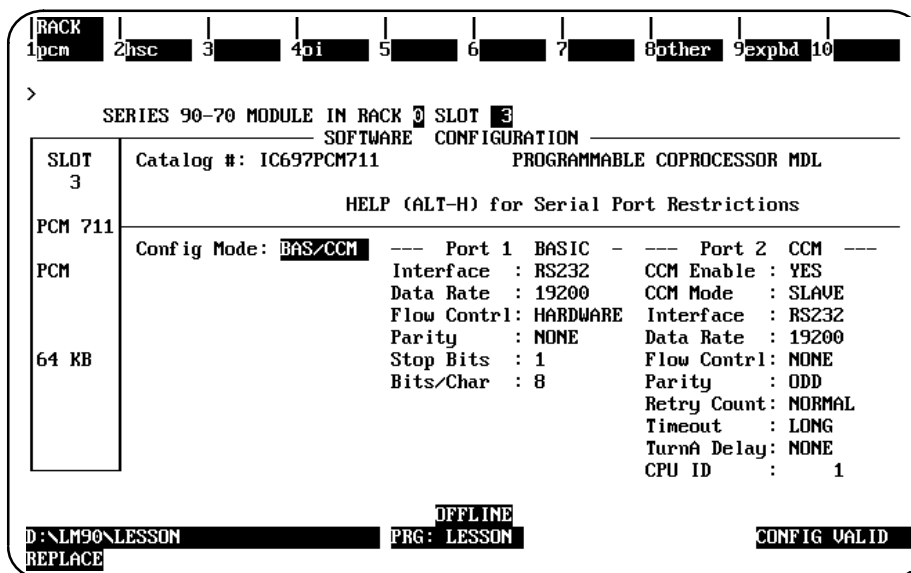 RACK
1pcm 2hsc 3 4oi 5 6 7 8other 9expbd 10
>
SERIES 90-70 MODULE IN RACK 0 SLOT 3
SOFTWARE CONFIGURATION
SLOT Catalog #: IC697PCM711 PROGRAMMABLE COPROCESSOR MDL
3
HELP (ALT-H) for Serial Port Restrictions
PCM 711
Config Mode: BAS/CCM --- Port 1 BASIC - --- Port 2 CCM ---
PCM Interface : RS232 CCM Enable : YES
Data Rate : 19200 CCM Mode : SLAVE
Flow Contrl: HARDWARE Interface : RS232
Parity : NONE Data Rate : 19200
64 KB Stop Bits : 1 Flow Contrl: NONE
Bits/Char : 8 Parity : ODD
Retry Count: NORMAL
Timeout : LONG
TurnA Delay: NONE
CPU ID : 1
OFFLINE
D:\LM90\LESSON PRG: LESSON CONFIG VALID
REPLACE